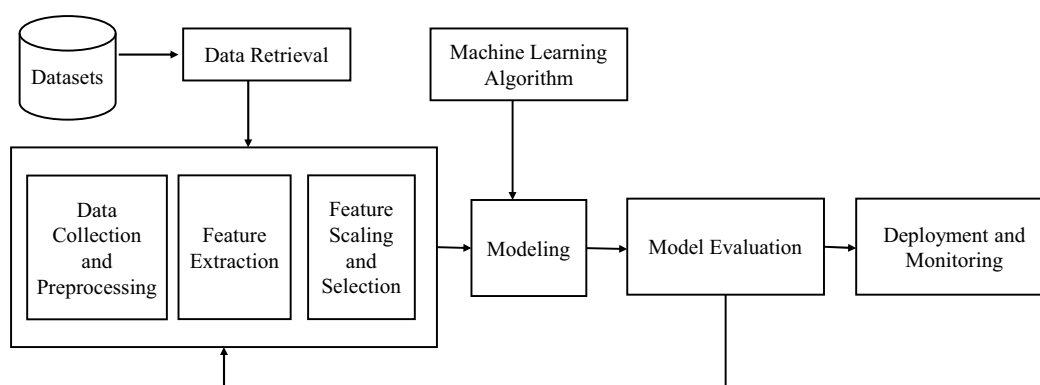 Datasets
Data Retrieval
Machine Learning
Algorithm
Data
Collection
and
Preprocessing
Feature
Extraction
Feature
Scaling
and
Selection
Modeling
Model Evaluation
Deployment and
Monitoring